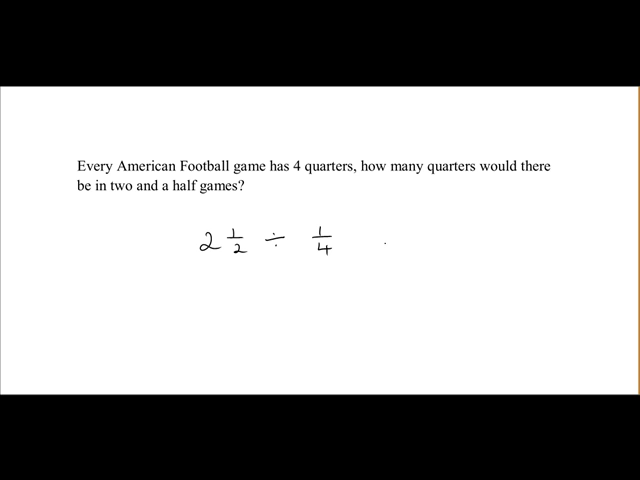 Every American Football game has 4 quarters, how many quarters would there
be in two and a half games?
2 1/2 ÷ 1/4